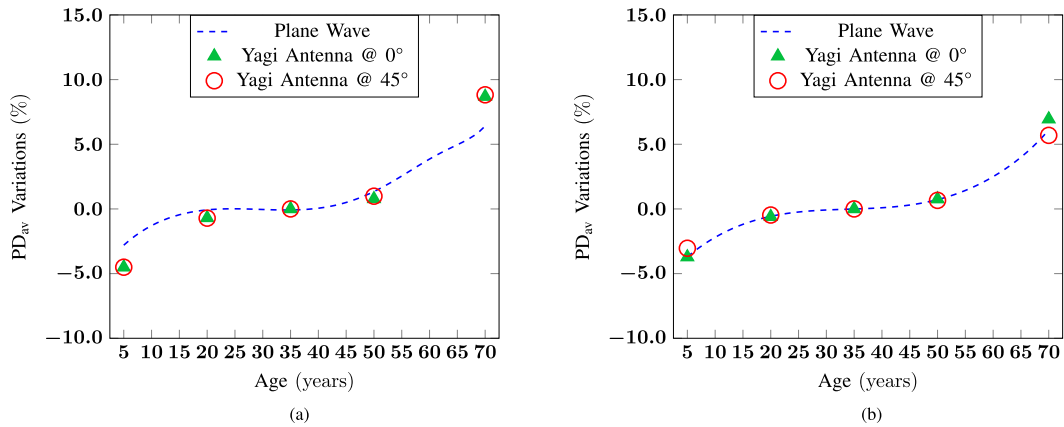 15.0
10.0
5.0
0.0
−5.0
−10.0
PDav Variations (%)
Plane Wave
Yagi Antenna @ 0°
Yagi Antenna @ 45°
5 10 15 20 25 30 35 40 45 50 55 60 65 70
Age (years)
(a)
15.0
10.0
5.0
0.0
−5.0
−10.0
PDav Variations (%)
Plane Wave
Yagi Antenna @ 0°
Yagi Antenna @ 45°
5 10 15 20 25 30 35 40 45 50 55 60 65 70
Age (years)
(b)